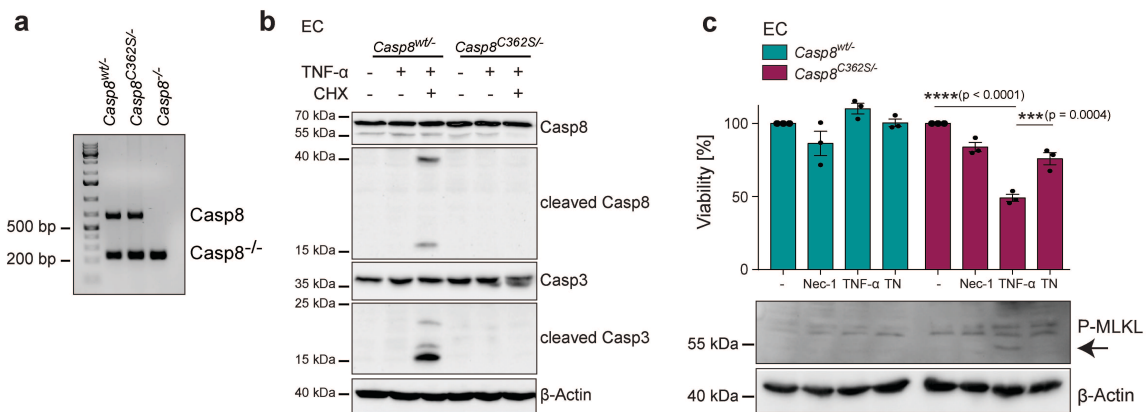 a
Casp8wt/-
Casp8C362S/-
Casp8-/-
Casp8
500 bp
Casp8-/-
200 bp
b
EC
Casp8wt/- Casp8C362S/-
TNF-α - + + - + +
CHX - - + - - +
70 kDa
Casp8
55 kDa
40 kDa
cleaved Casp8
15 kDa
Casp3
35 kDa
25 kDa
cleaved Casp3
15 kDa
40 kDa
β-Actin
c
EC
Casp8wt/-
Casp8C362S/-
****(p < 0.0001)
***(p = 0.0004)
100
50
0
Viability [%]
- Nec-1 TNF-α TN - Nec-1 TNF-α TN
P-MLKL
55 kDa
40 kDa
β-Actin